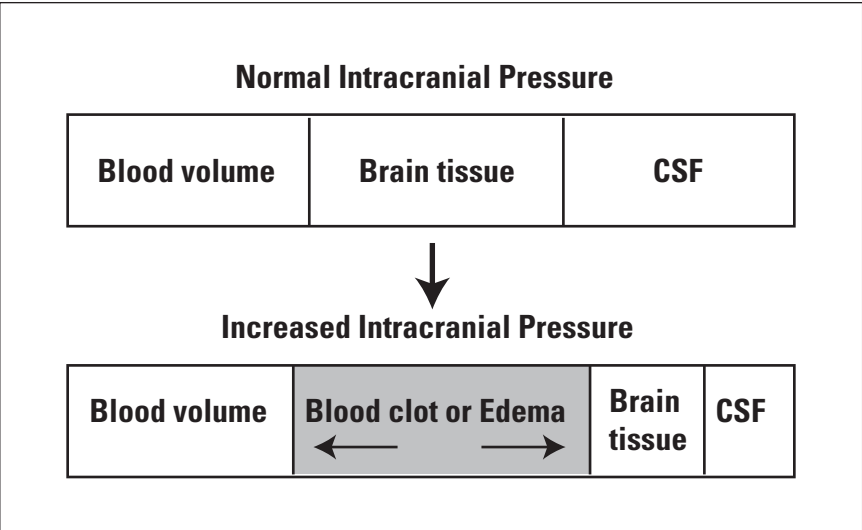 Normal Intracranial Pressure
Blood volume
Brain tissue
CSF
Increased Intracranial Pressure
Blood volume
Blood clot or Edema
Brain
tissue
CSF